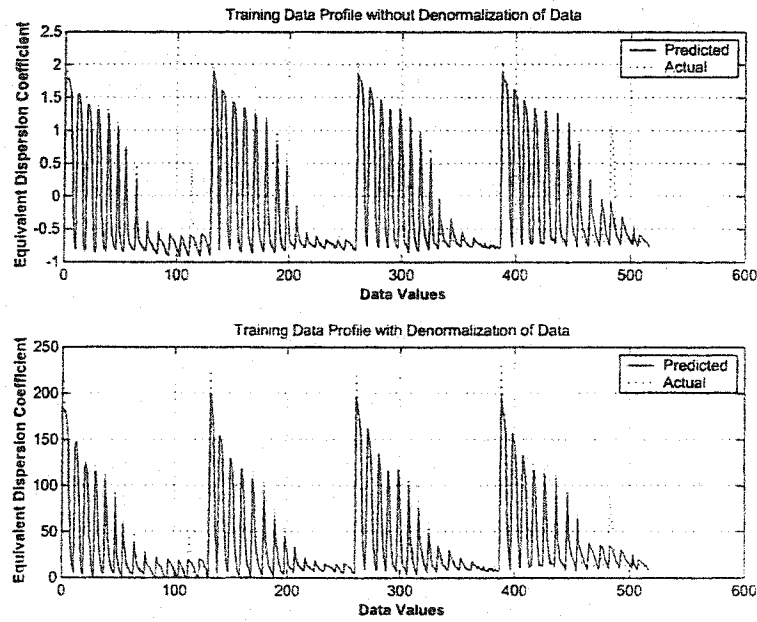 Training Data Profile without Denormalization of Data
Equivalent Dispersion Coefficient
2.5
2
1.5
1
0.5
0
-0.5
-1
0
100
200
300
400
500
600
Data Values
Predicted
Actual
Training Data Profile with Denormalization of Data
Equivalent Dispersion Coefficient
250
200
150
100
50
0
0
100
200
300
400
500
600
Data Values
Predicted
Actual